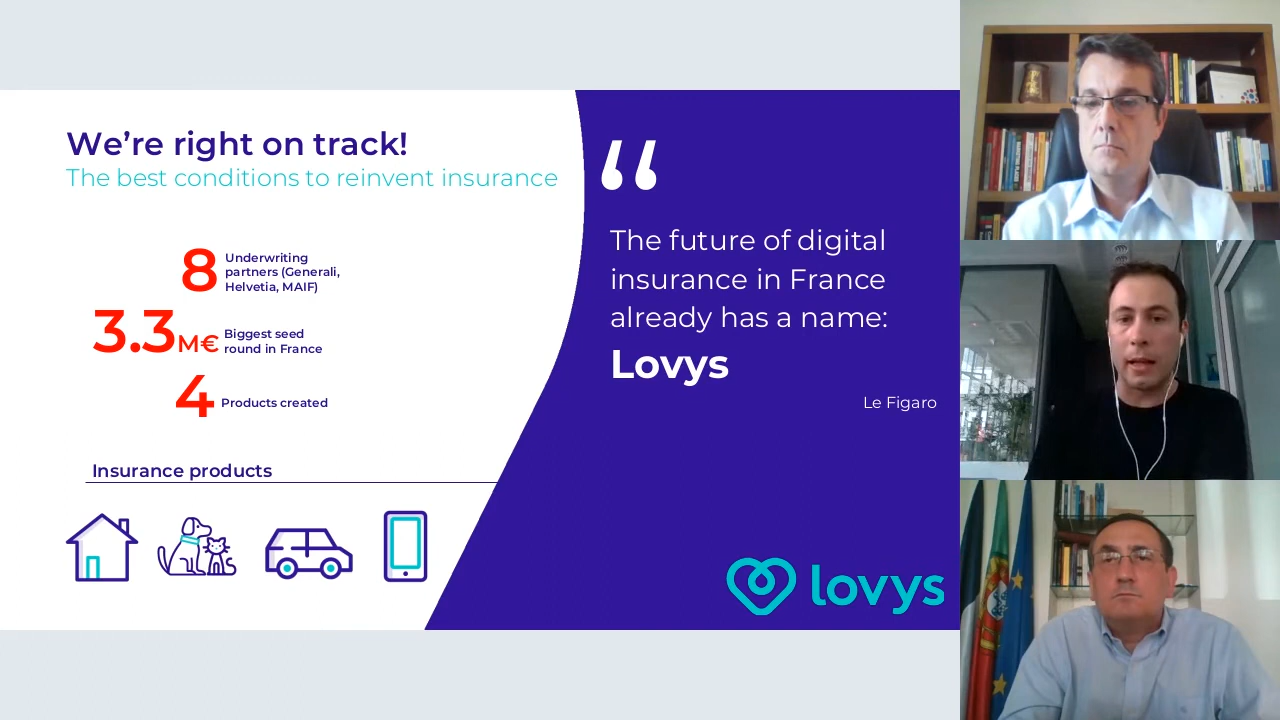 We're right on track!
The best conditions to reinvent insurance
8
Underwriting
partners (Generali,
Helvetia, MAIF)
3.3M€
Biggest seed
round in France
4
Products created
Insurance products
“
The future of digital
insurance in France
already has a name:
Lovys
Le Figaro
lovys